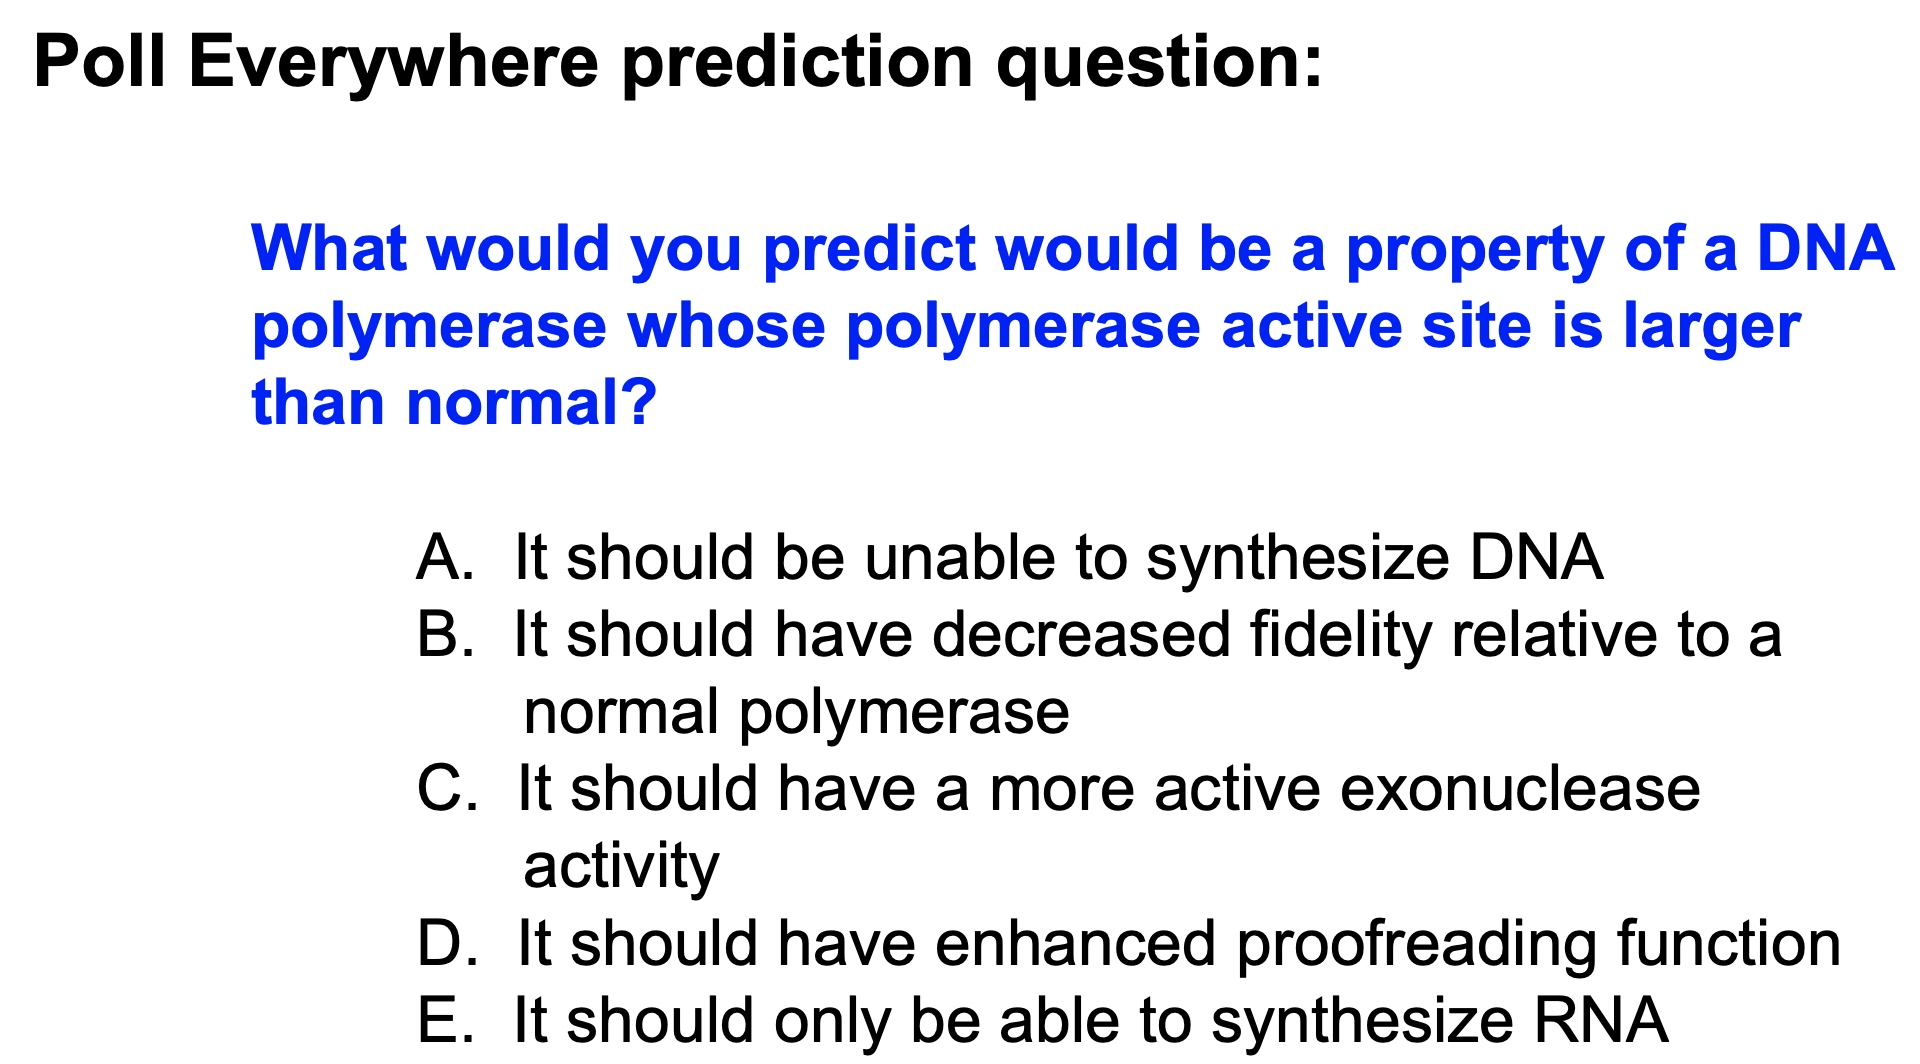 Poll Everywhere prediction question:
What would you predict would be a property of a DNA
polymerase whose polymerase active site is larger
than normal?
A. It should be unable to synthesize DNA
B. It should have decreased fidelity relative to a
normal polymerase
C. It should have a more active exonuclease
activity
D. It should have enhanced proofreading function
E. It should only be able to synthesize RNA